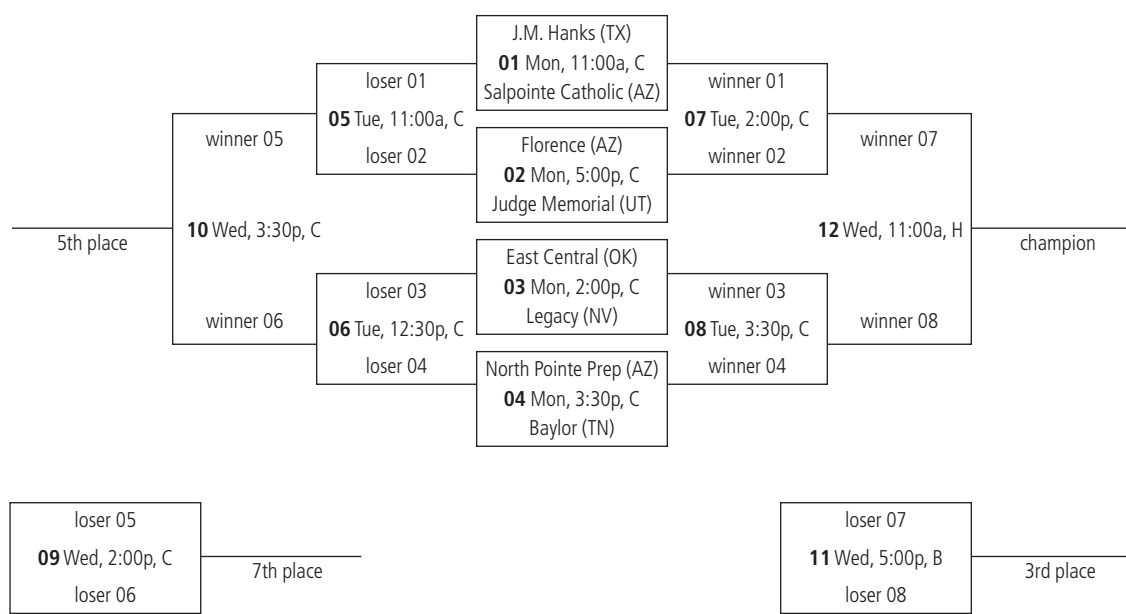 J.M. Hanks (TX)
01 Mon, 11:00a, C
Salpointe Catholic (AZ)
loser 01
05 Tue, 11:00a, C
loser 02
winner 01
07 Tue, 2:00p, C
winner 02
winner 05
winner 07
Florence (AZ)
02 Mon, 5:00p, C
Judge Memorial (UT)
5th place
10 Wed, 3:30p, C
12 Wed, 11:00a, H
champion
East Central (OK)
03 Mon, 2:00p, C
Legacy (NV)
loser 03
06 Tue, 12:30p, C
loser 04
winner 03
08 Tue, 3:30p, C
winner 04
winner 06
winner 08
North Pointe Prep (AZ)
04 Mon, 3:30p, C
Baylor (TN)
loser 05
09 Wed, 2:00p, C
loser 06
7th place
loser 07
11 Wed, 5:00p, B
loser 08
3rd place